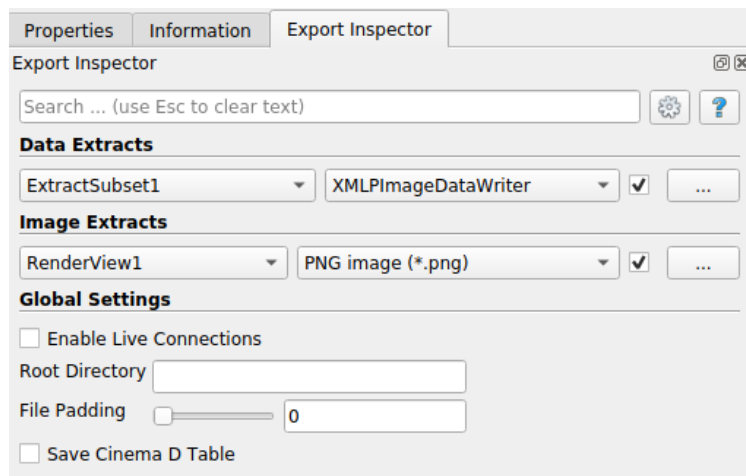 Properties Information Export Inspector
Export Inspector
Search ... (use Esc to clear text) ?
Data Extracts
ExtractSubset1 XMLPImageDataWriter ...
Image Extracts
RenderView1 PNG image (*.png) ...
Global Settings
Enable Live Connections
Root Directory
File Padding 0
Save Cinema D Table